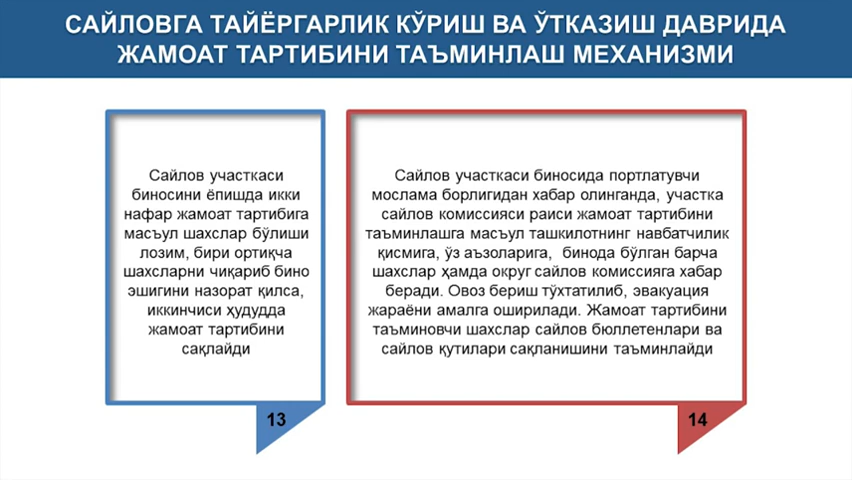 САЙЛОВГА ТАЙЁРГАРЛИК КЎРИШ ВА ЎТКАЗИШ ДАВРИДА
ЖАМОАТ ТАРТИБИНИ ТАЪМИНЛАШ МЕХАНИЗМИ
Сайлов участкаси
биносини ёпишда икки
нафар жамоат тартибига
масъул шахслар бўлиши
лозим, бири ортиқча
шахсларни чиқариб бино
эшигини назорат қилса,
иккинчиси ҳудудда
жамоат тартибини
сақлайди
13
Сайлов участкаси биносида портлатувчи
мослама борлигидан хабар олинганда, участка
сайлов комиссияси раиси жамоат тартибини
таъминлашга масъул ташкилотнинг навбатчилик
қисмига, ўз аъзоларига, бинода бўлган барча
шахслар ҳамда округ сайлов комиссияга хабар
беради. Овоз бериш тўхтатилиб, эвакуация
жараёни амалга оширилади. Жамоат тартибини
таъминовчи шахслар сайлов бюллетенлари ва
сайлов қутилари сақланишини таъминлайди
14